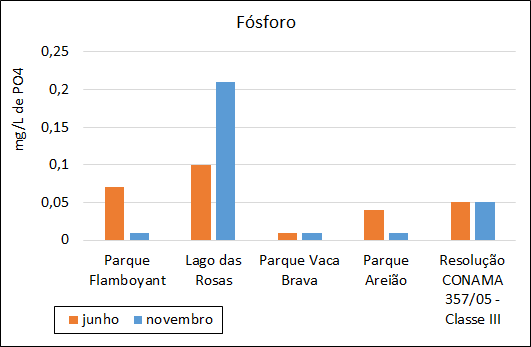 Fósforo
mg/L de PO4
0,25
0,2
0,15
0,1
0,05
0
Parque
Flamboyant
Lago das
Rosas
Parque Vaca
Brava
Parque
Areião
Resolução
CONAMA
357/05 -
Classe III
junho
novembro